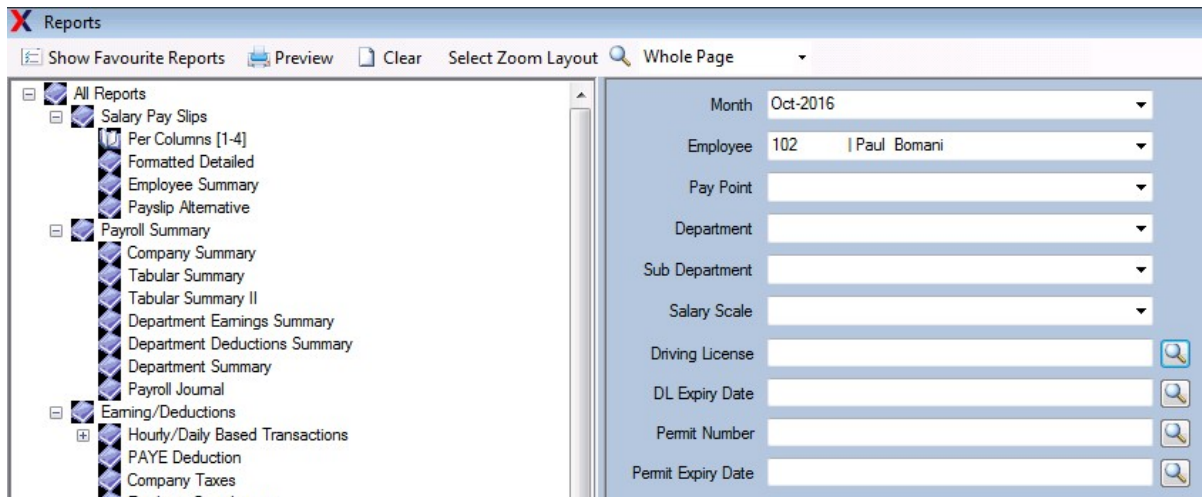 Reports
Show Favourite Reports Preview Clear Select Zoom Layout Whole Page
All Reports
Salary Pay Slips
Per Columns [1-4]
Formatted Detailed
Employee Summary
Payslip Alternative
Payroll Summary
Company Summary
Tabular Summary
Tabular Summary II
Department Earnings Summary
Department Deductions Summary
Department Summary
Payroll Journal
Earning/Deductions
Hourly/Daily Based Transactions
PAYE Deduction
Company Taxes
Month Oct-2016
Employee 102 | Paul Bomani
Pay Point
Department
Sub Department
Salary Scale
Driving License
DL Expiry Date
Permit Number
Permit Expiry Date